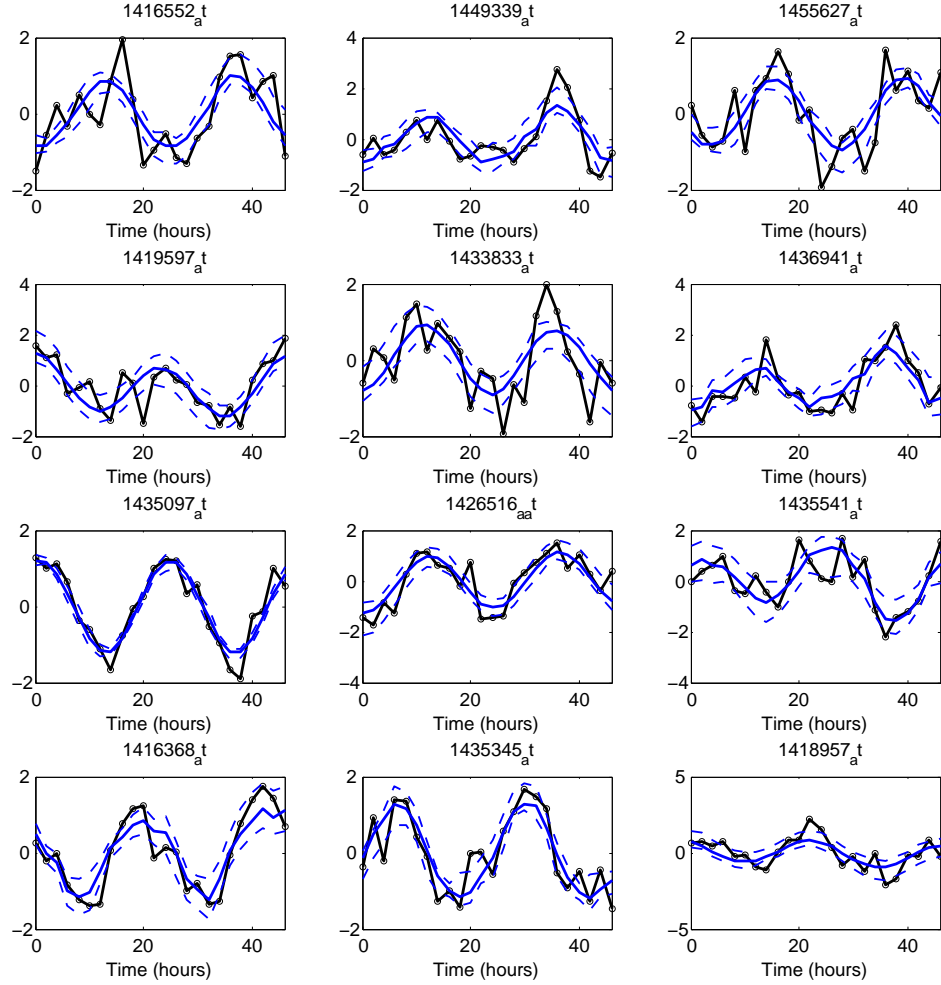 1416552_at 1449339_at 1455627_at
2 4 2
0 2 0
−2 0 −2
−2
0 20 40 0 20 40 0 20 40
Time (hours) Time (hours) Time (hours)
1419597_at 1433833_at 1436941_at
4 2 4
2 0 2
0 −2 0
−2 −2
0 20 40 0 20 40 0 20 40
Time (hours) Time (hours) Time (hours)
1435097_at 1426516_aat 1435541_at
2 2 2
0 0 0
−2 −2 −2
−4 −4
0 20 40 0 20 40 0 20 40
Time (hours) Time (hours) Time (hours)
1416368_at 1435345_at 1418957_at
2 2 5
0 0 0
−2 −2 −5
0 20 40 0 20 40 0 20 40
Time (hours) Time (hours) Time (hours)